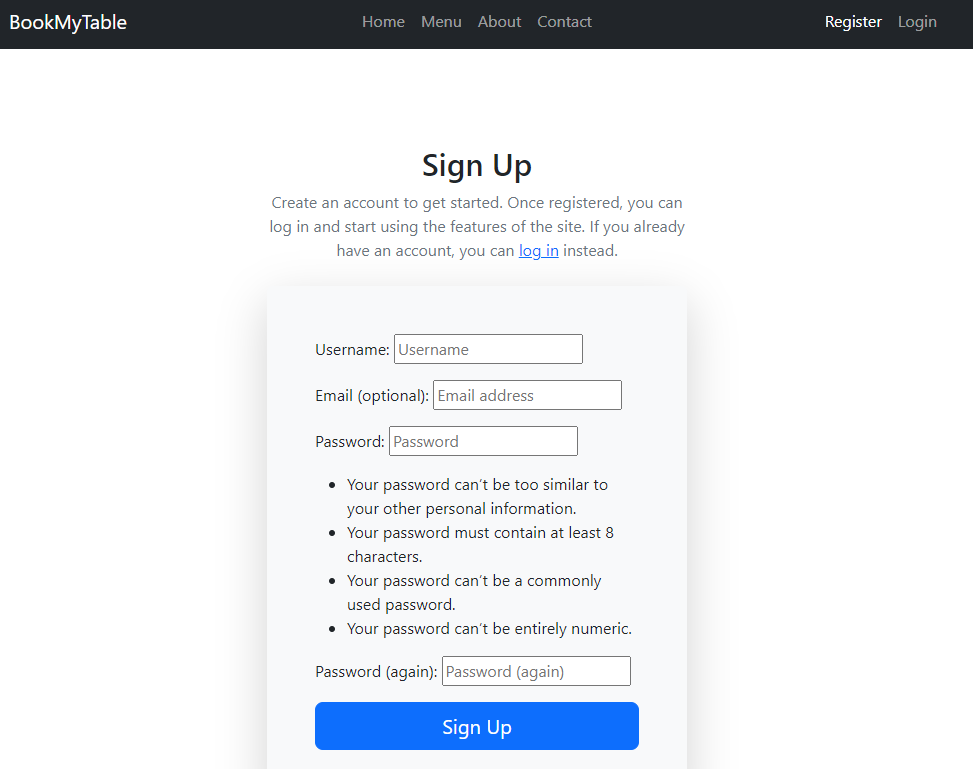 BookMyTable Home Menu About Contact Register Login
Sign Up
Create an account to get started. Once registered, you can
log in and start using the features of the site. If you already
have an account, you can log in instead.
Username: Username
Email (optional): Email address
Password: Password
• Your password can’t be too similar to
your other personal information.
• Your password must contain at least 8
characters.
• Your password can’t be a commonly
used password.
• Your password can’t be entirely numeric.
Password (again): Password (again)
Sign Up